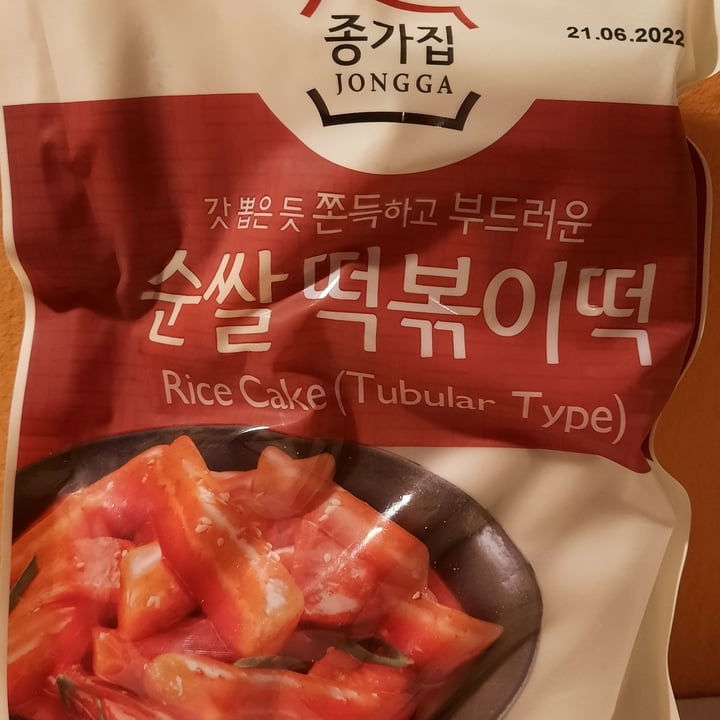 종가집
JONGGA
21.06.2022
갓 뽑은 듯 쫀득하고 부드러운
순쌀 떡볶이떡
Rice Cake (Tubular Type)